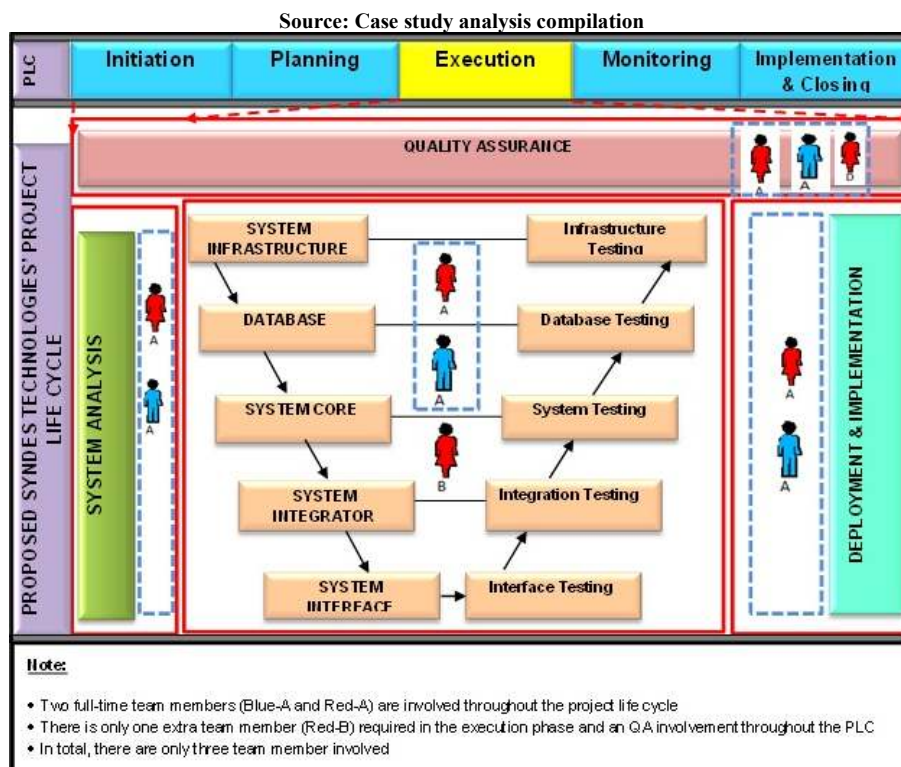 Source: Case study analysis compilation
PLC
Initiation
Planning
Execution
Monitoring
Implementation
& Closing
PROPOSED SYNDES TECHNOLOGIES' PROJECT
LIFE CYCLE
QUALITY ASSURANCE
A
A
SYSTEM ANALYSIS
A
A
SYSTEM
INFRASTRUCTURE
Infrastructure
Testing
A
DATABASE
Database Testing
A
SYSTEM CORE
System Testing
B
SYSTEM
INTEGRATOR
Integration Testing
SYSTEM
INTERFACE
Interface Testing
A
A
DEPLOYMENT & IMPLEMENTATION
Note:
• Two full-time team members (Blue-A and Red-A) are involved throughout the project life cycle
• There is only one extra team member (Red-B) required in the execution phase and an QA involvement throughout the PLC
• In total, there are only three team member involved